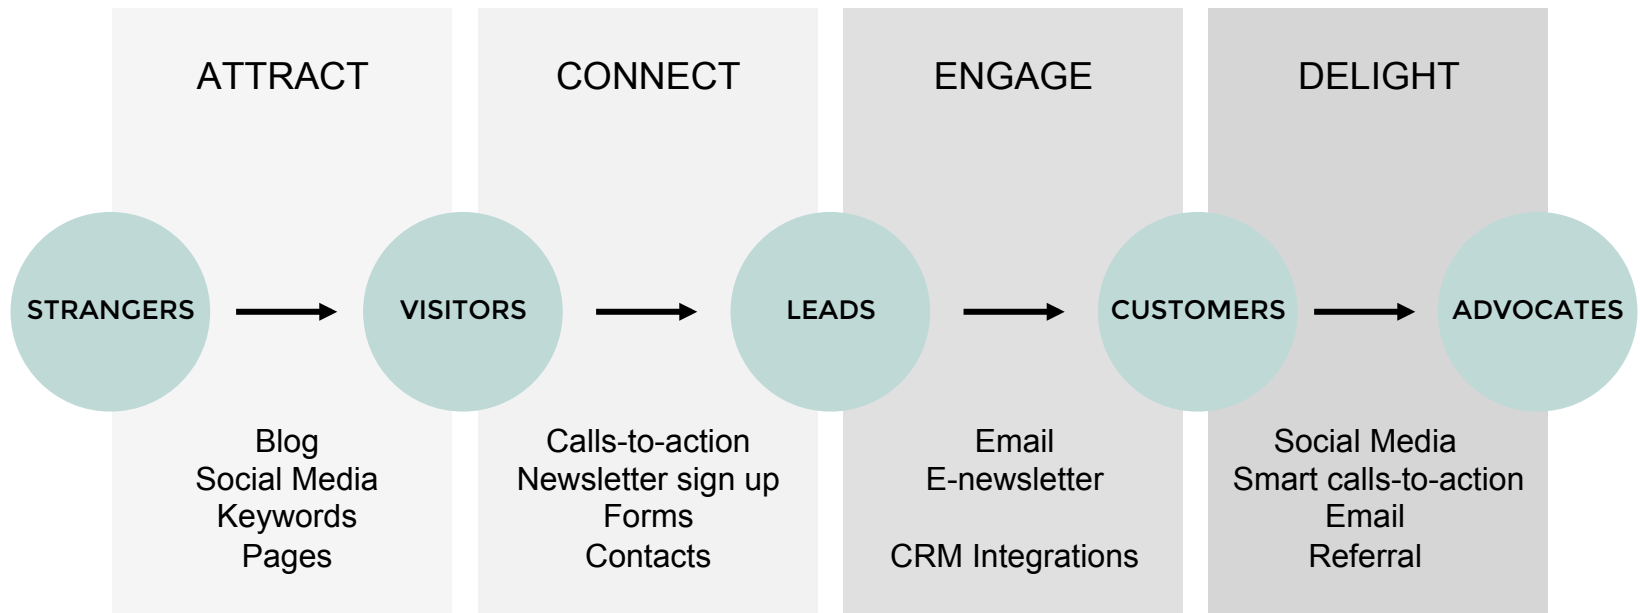 ATTRACT
CONNECT
ENGAGE
DELIGHT
STRANGERS
VISITORS
LEADS
CUSTOMERS
ADVOCATES
Blog
Social Media
Keywords
Pages
Calls-to-action
Newsletter sign up
Forms
Contacts
Email
E-newsletter
CRM Integrations
Social Media
Smart calls-to-action
Email
Referral